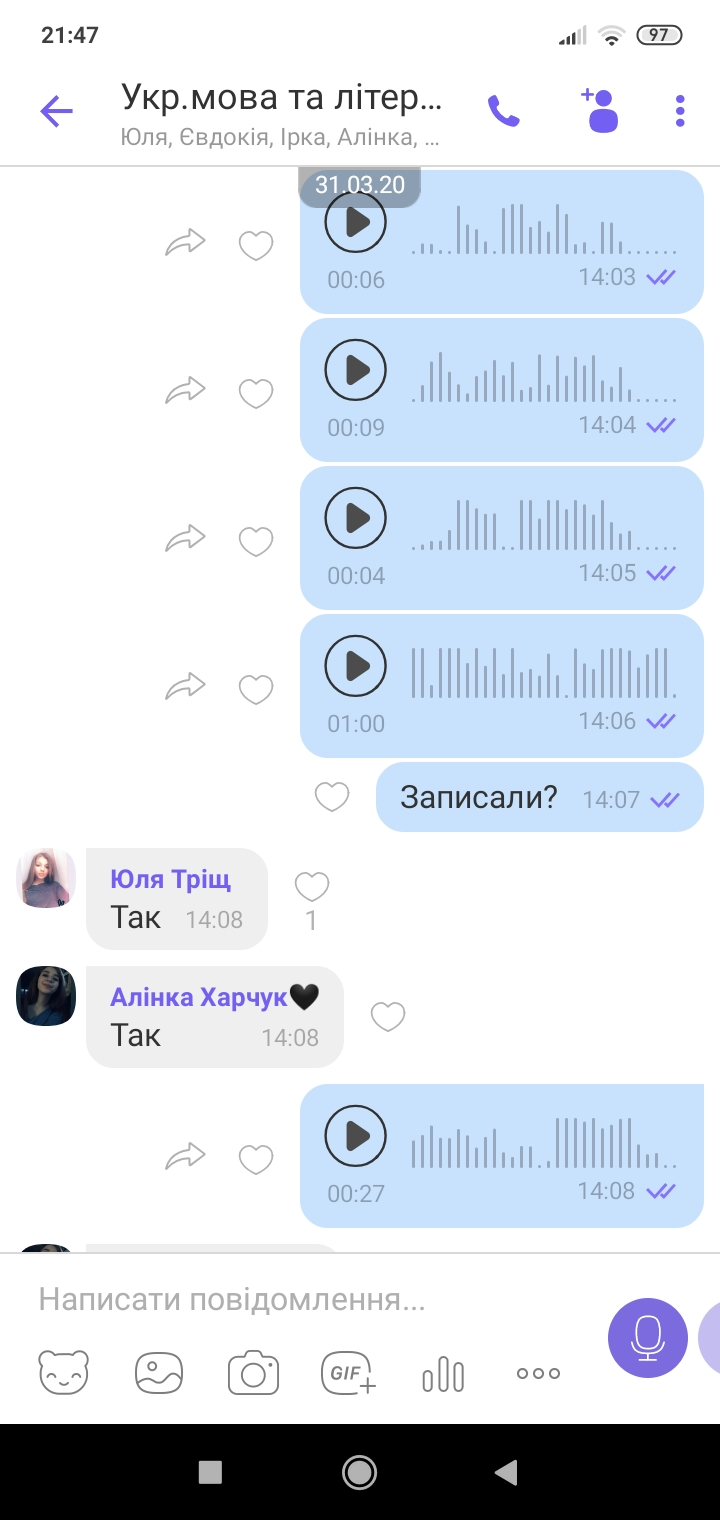 21:47
97
Укр.мова та літер...
Юля, Євдокія, Ірка, Алінка, ...
31.03.20
00:06 14:03
00:09 14:04
00:04 14:05
01:00 14:06
Записали? 14:07
Юля Тріщ
Так 14:08
1
Алінка Харчук🖤
Так 14:08
00:27 14:08
Написати повідомлення...
GIF